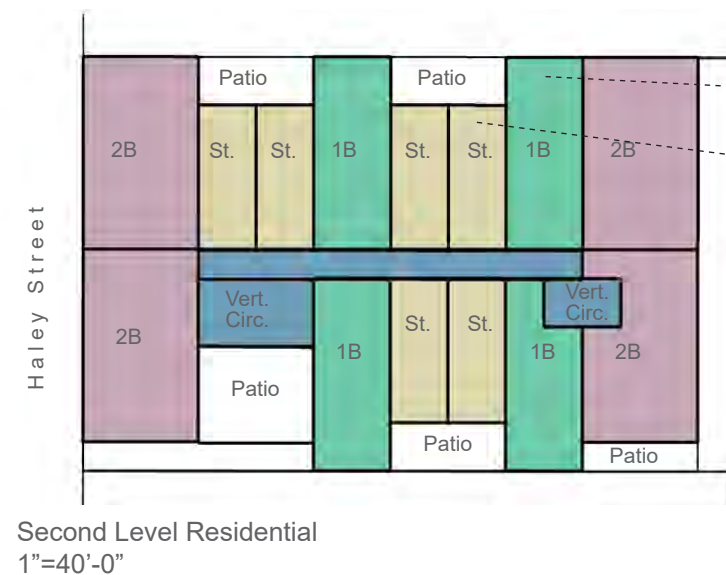 Patio
Patio
2B
St.
St.
1B
St.
St.
1B
2B
Haley Street
Vert.
Circ.
Vert.
Circ.
2B
1B
St.
St.
1B
2B
Patio
Patio
Patio
Second Level Residential
1”=40’-0”